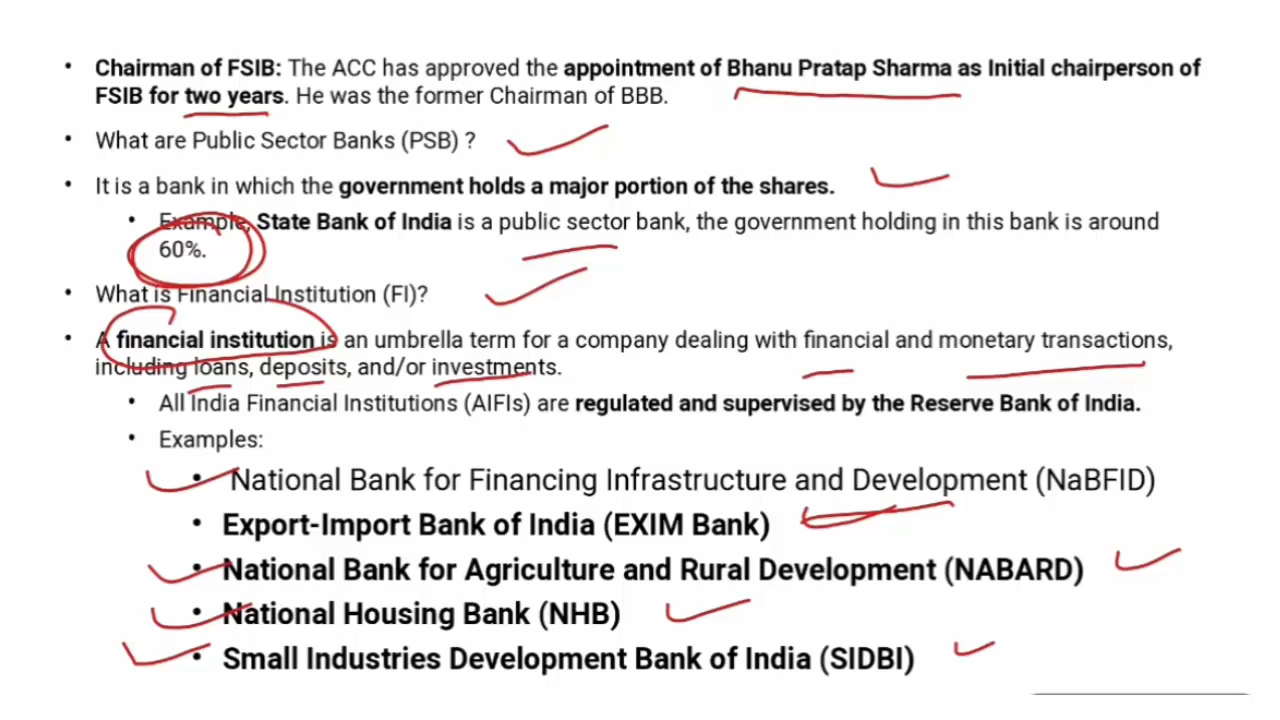 • Chairman of FSIB: The ACC has approved the appointment of Bhanu Pratap Sharma as Initial chairperson of
FSIB for two years. He was the former Chairman of BBB.
• What are Public Sector Banks (PSB) ?
• It is a bank in which the government holds a major portion of the shares.
• Example, State Bank of India is a public sector bank, the government holding in this bank is around
60%.
• What is Financial Institution (FI)?
• A financial institution is an umbrella term for a company dealing with financial and monetary transactions,
including loans, deposits, and/or investments.
• All India Financial Institutions (AIFIs) are regulated and supervised by the Reserve Bank of India.
• Examples:
• National Bank for Financing Infrastructure and Development (NaBFID)
• Export-Import Bank of India (EXIM Bank)
• National Bank for Agriculture and Rural Development (NABARD)
• National Housing Bank (NHB)
• Small Industries Development Bank of India (SIDBI)